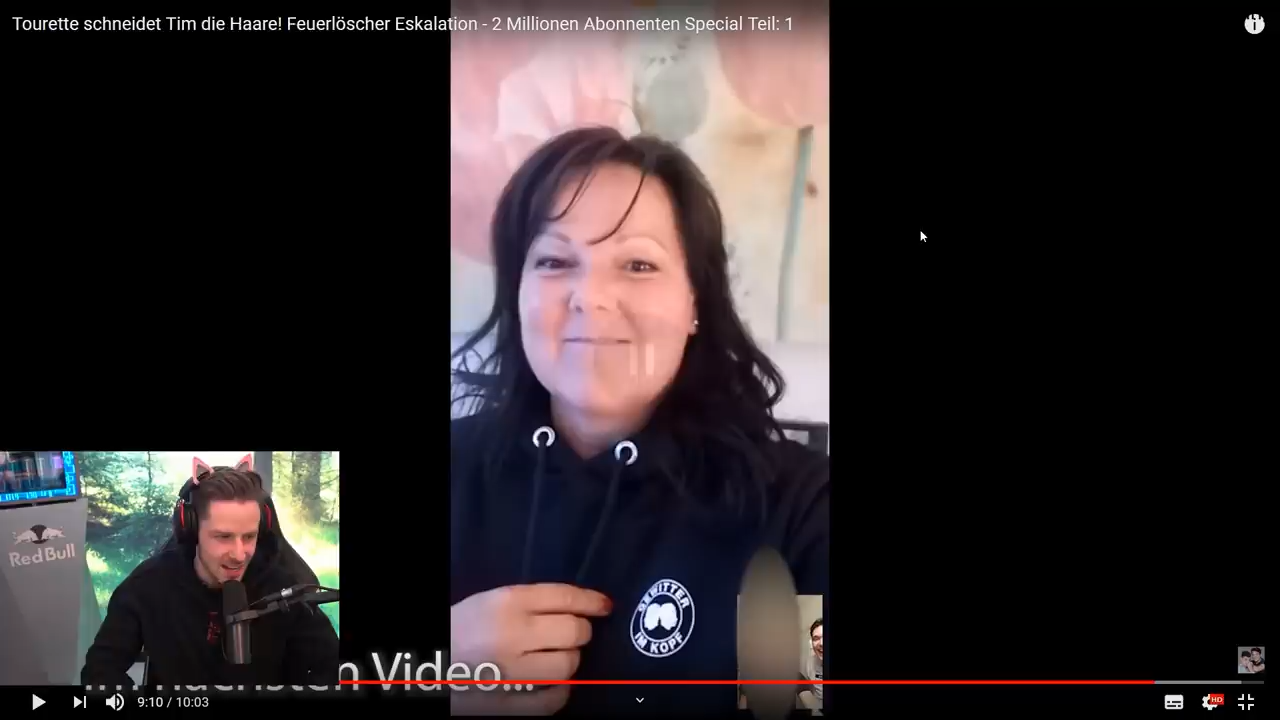 Tourette schneidet Tim die Haare! Feuerlöscher Eskalation - 2 Millionen Abonnenten Special Teil: 1
GEWITTER
IM KOPF
Red Bull
n Video...
9:10 / 10:03
HD